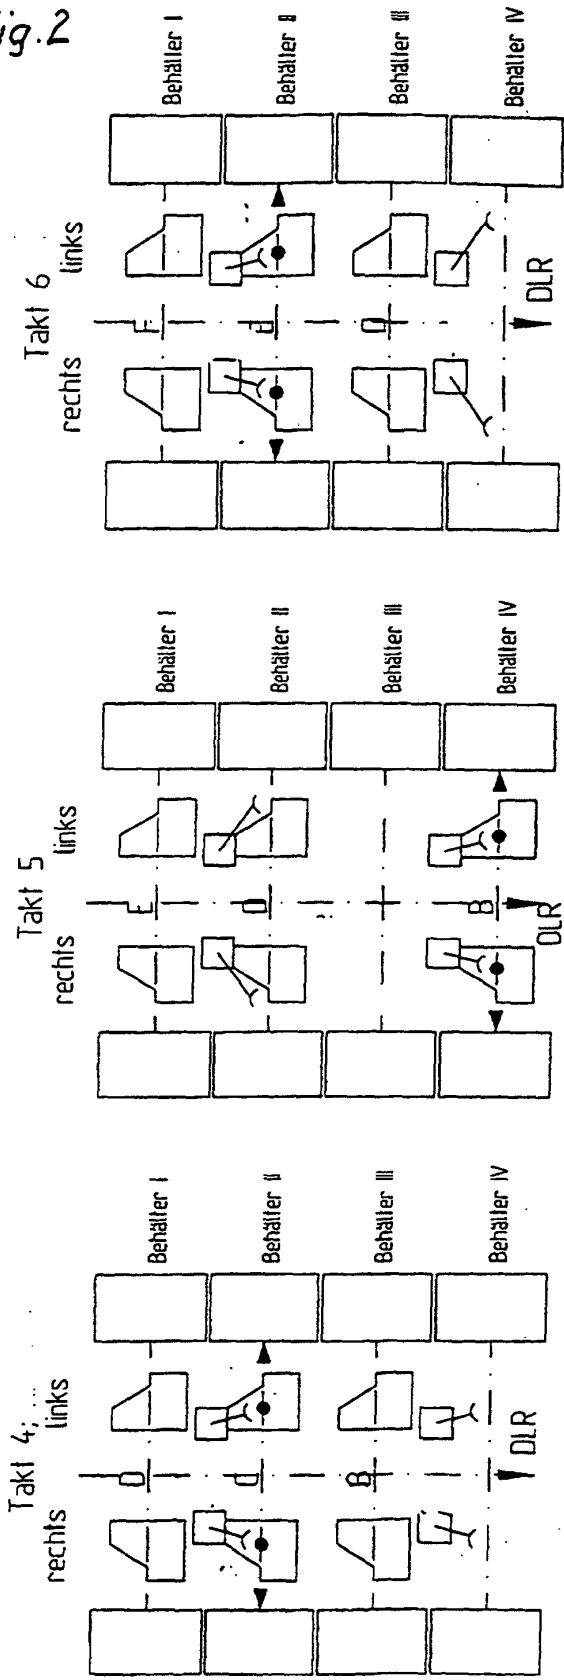 ig.2
Takt 6
rechts links
Behälter I
Behälter II
Behälter III
Behälter IV
F
E
D
DLR
Takt 5
rechts links
Behälter I
Behälter II
Behälter III
Behälter IV
E
D
B
DLR
Takt 4; ...
rechts links
Behälter I
Behälter II
Behälter III
Behälter IV
D
D
B
DLR